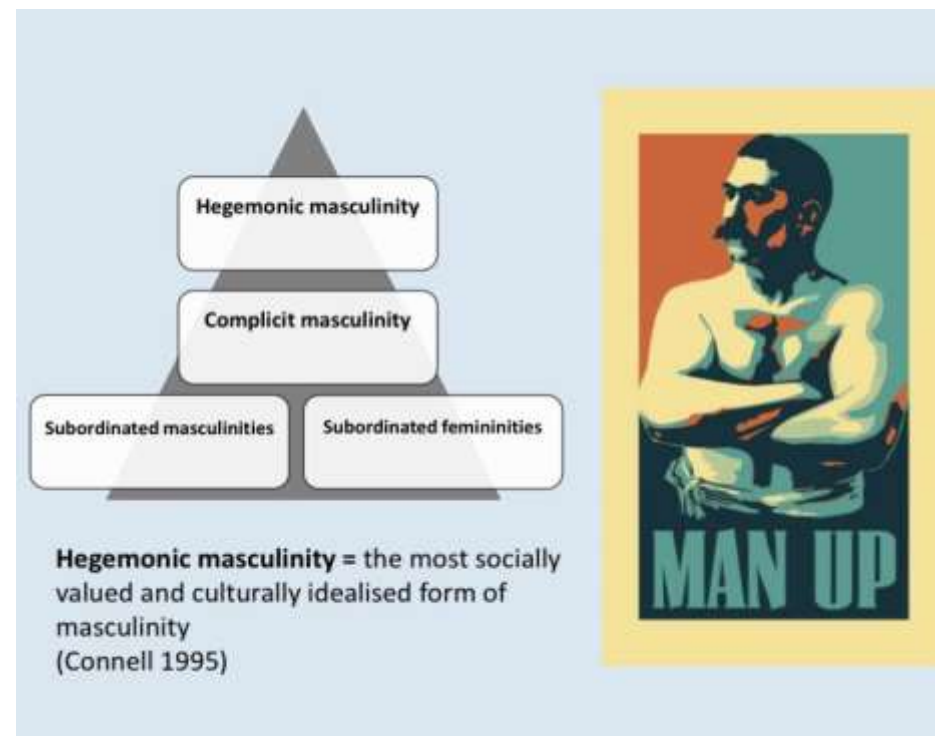 Hegemonic masculinity
Complicit masculinity
Subordinated masculinities
Subordinated femininities
Hegemonic masculinity = the most socially
valued and culturally idealised form of
masculinity
(Connell 1995)
MAN UP